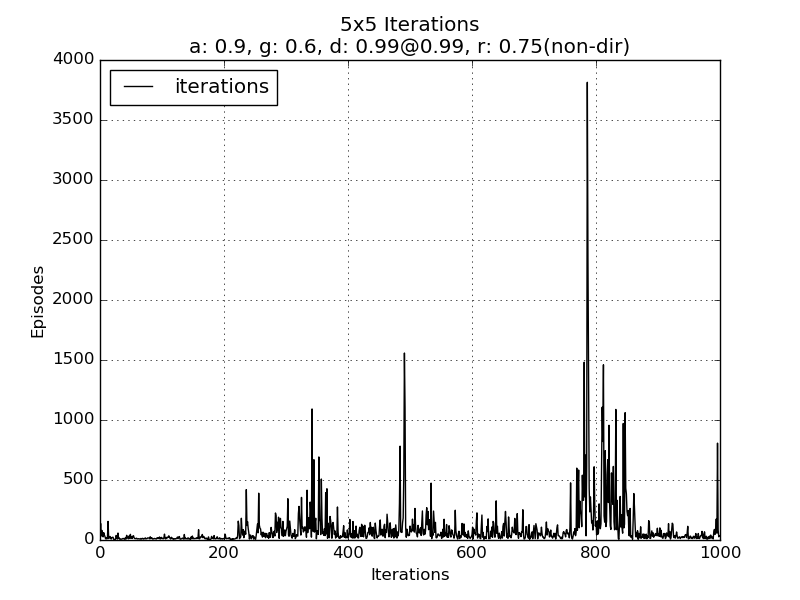 5x5 Iterations
a: 0.9, g: 0.6, d: 0.99@0.99, r: 0.75(non-dir)
iterations
4000
3500
3000
2500
2000
1500
1000
500
0
Episodes
0 200 400 600 800 1000
Iterations